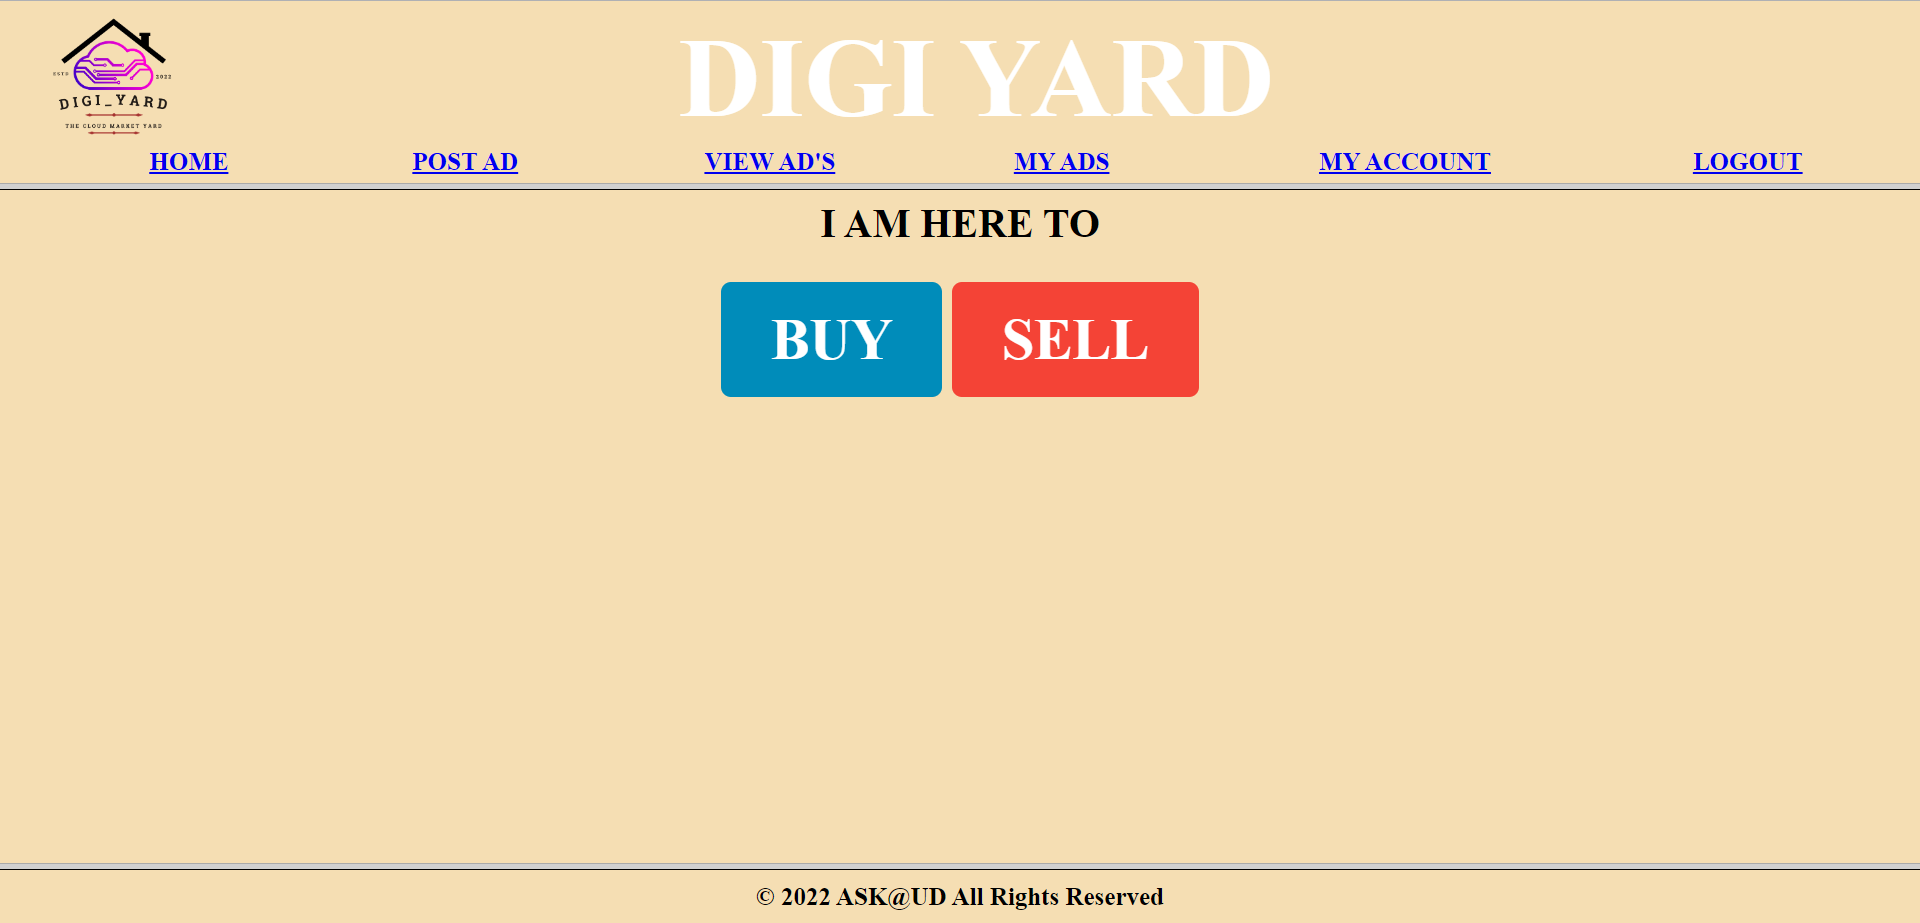 DIGI YARD
ESTD 2022
DIGI_YARD
THE CLOUD MARKET YARD
HOME POST AD VIEW AD'S MY ADS MY ACCOUNT LOGOUT
I AM HERE TO
BUY SELL
© 2022 ASK@UD All Rights Reserved